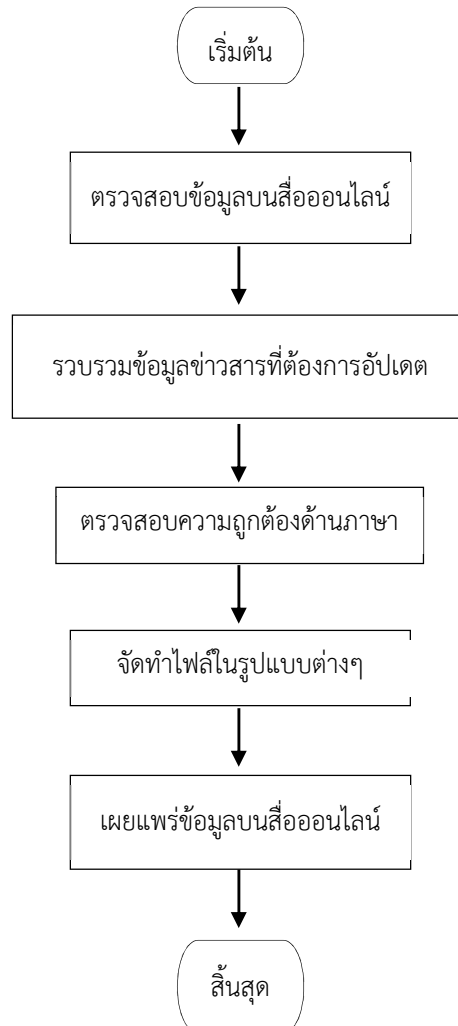 เริ่มต้น
ตรวจสอบข้อมูลบนสื่อออนไลน์
รวบรวมข้อมูลข่าวสารที่ต้องการอัปเดต
ตรวจสอบความถูกต้องด้านภาษา
จัดทำไฟล์ในรูปแบบต่างๆ
เผยแพร่ข้อมูลบนสื่อออนไลน์
สิ้นสุด